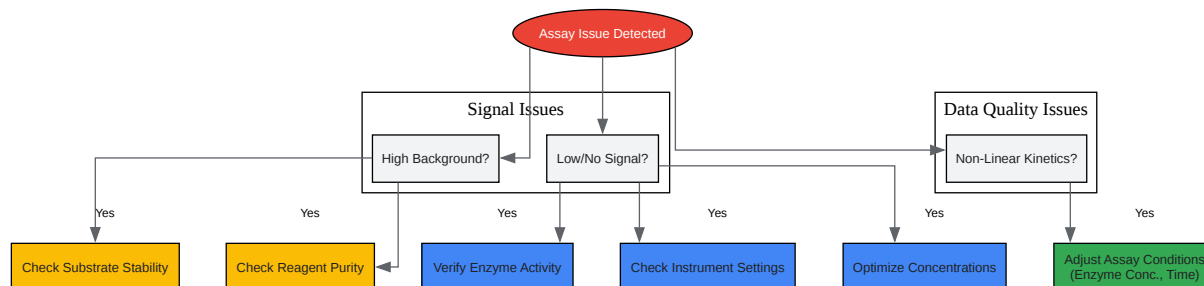 Assay Issue Detected
Signal Issues
Data Quality Issues
High Background?
Low/No Signal?
Non-Linear Kinetics?
Yes
Yes
Yes
Yes
Yes
Yes
Check Substrate Stability
Check Reagent Purity
Verify Enzyme Activity
Check Instrument Settings
Optimize Concentrations
Adjust Assay Conditions
(Enzyme Conc., Time)